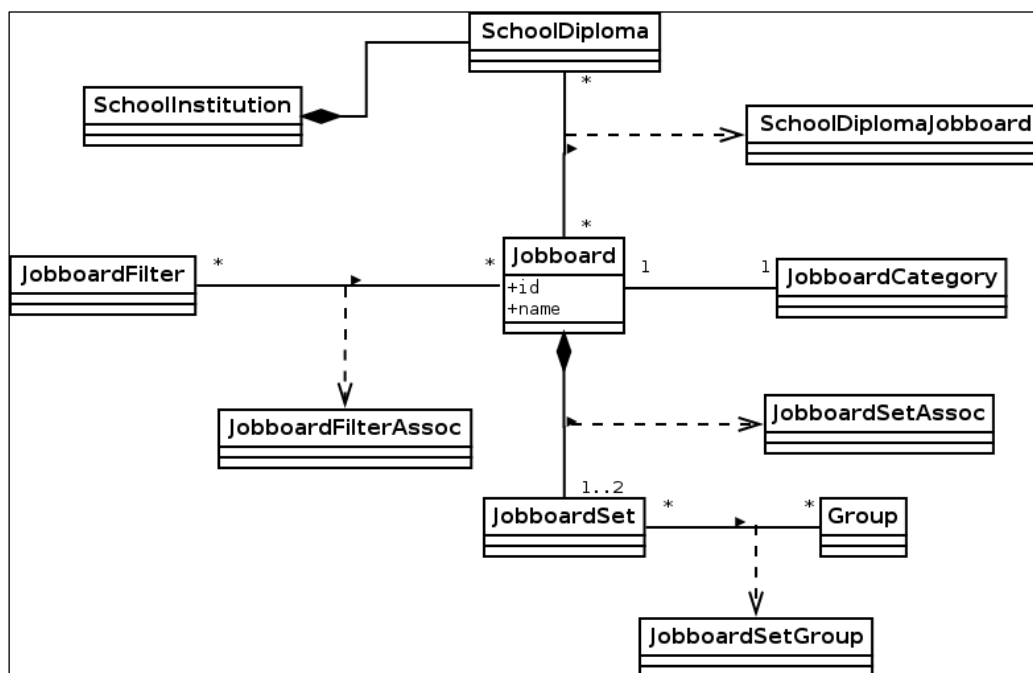 SchoolDiploma
SchoolInstitution
*
SchoolDiplomaJobboard
*
JobboardFilter
*
*
Jobboard
+id
+name
1
1
JobboardCategory
JobboardFilterAssoc
JobboardSetAssoc
1..2
JobboardSet
*
*
Group
JobboardSetGroup